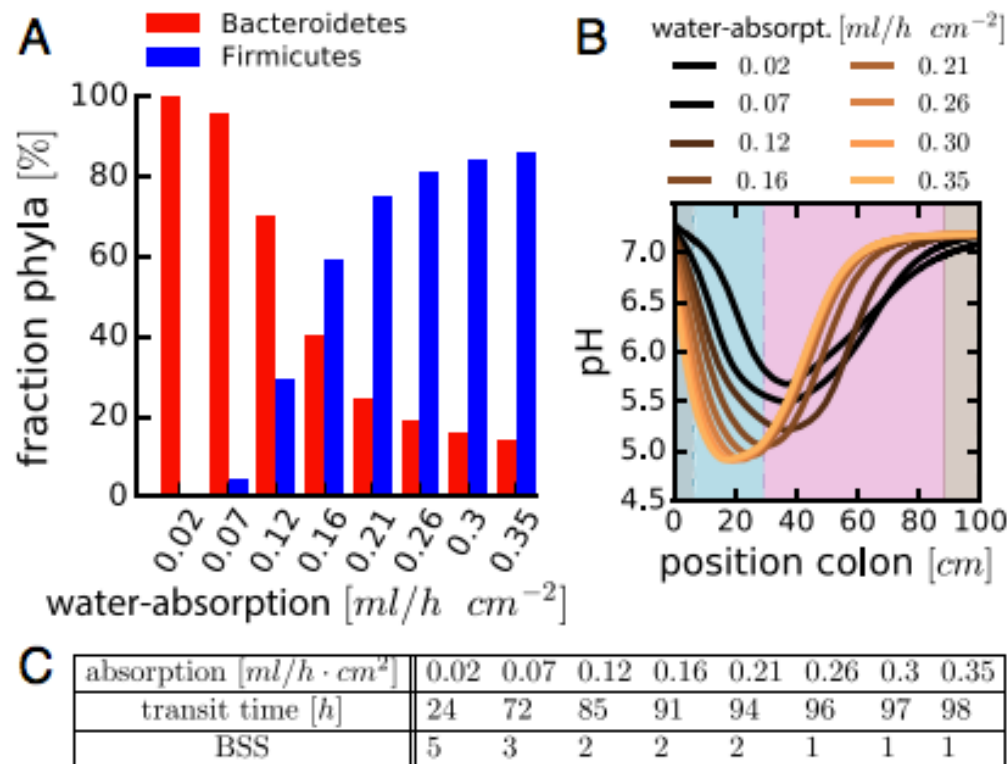 A
Bacteroidetes
Firmicutes
fraction phyla [%]
100
80
60
40
20
0
0.02 0.07 0.12 0.16 0.21 0.26 0.3 0.35
water-absorption [ml/h cm⁻²]
B
water-absorpt. [ml/h cm⁻²]
0.02 0.21
0.07 0.26
0.12 0.30
0.16 0.35
pH
7.0
6.5
6.0
5.5
5.0
4.5
0 20 40 60 80 100
position colon [cm]
C
absorption [ml/h · cm²] 0.02 0.07 0.12 0.16 0.21 0.26 0.3 0.35
transit time [h] 24 72 85 91 94 96 97 98
BSS 5 3 2 2 2 1 1 1